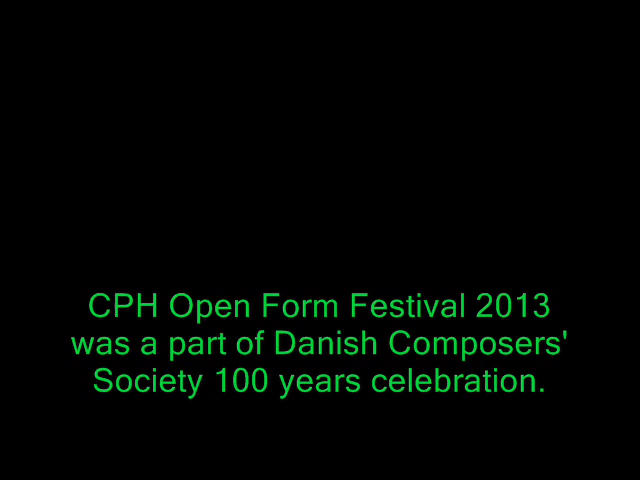 CPH Open Form Festival 2013
was a part of Danish Composers'
Society 100 years celebration.